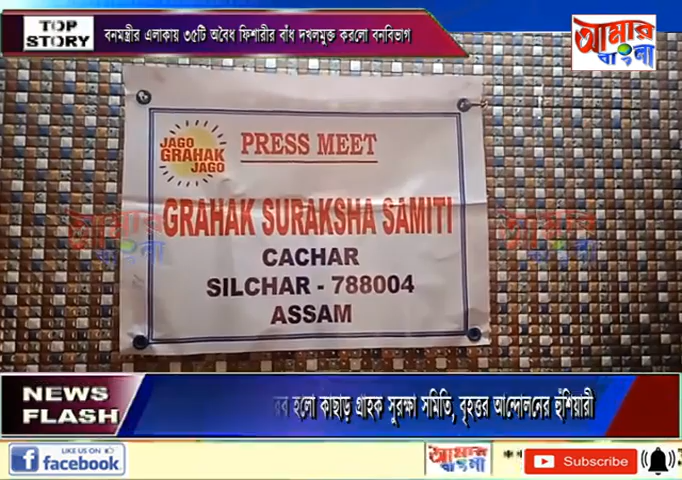 TOP
STORY
বনমন্ত্রীর এলাকায় ৩৫টি অবৈধ ফিশারীর বাঁধ দখলমুক্ত করলো বনবিভাগ
আমার
বাংলা
JAGO
GRAHAK
JAGO
PRESS MEET
GRAHAK SURAKSHA SAMITI
CACHAR
SILCHAR - 788004
ASSAM
আমার
বাংলা
আমার
বাংলা
NEWS
FLASH
হলো কাছাড় গ্রাহক সুরক্ষা সমিতি, বৃহত্তর আন্দোলনের হুঁশিয়ারী
LIKE US ON
facebook
আমার
বাংলা
Subscribe